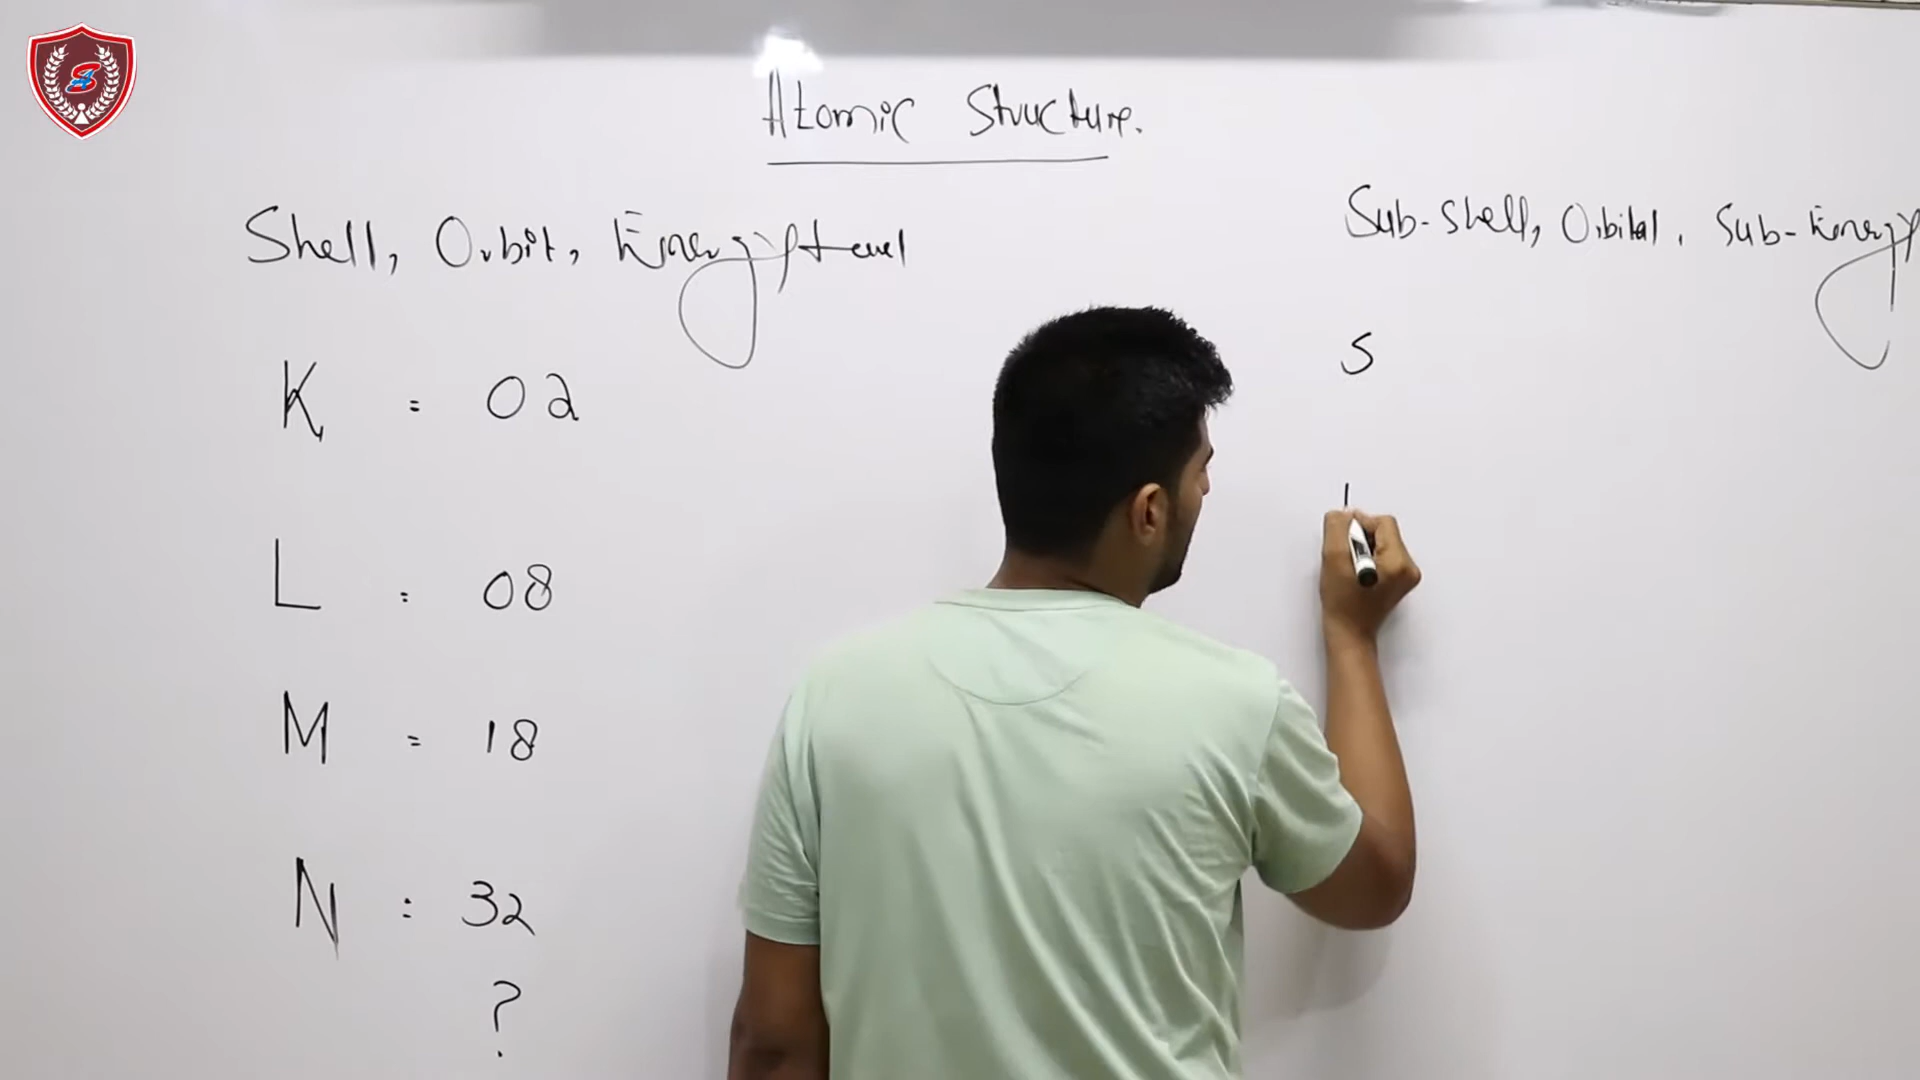 Atomic Structure.
Shell, Orbit, Energy Level
Sub-shell, Orbital, Sub-Energy
K = 02
S
L = 08
M = 18
N = 32
?